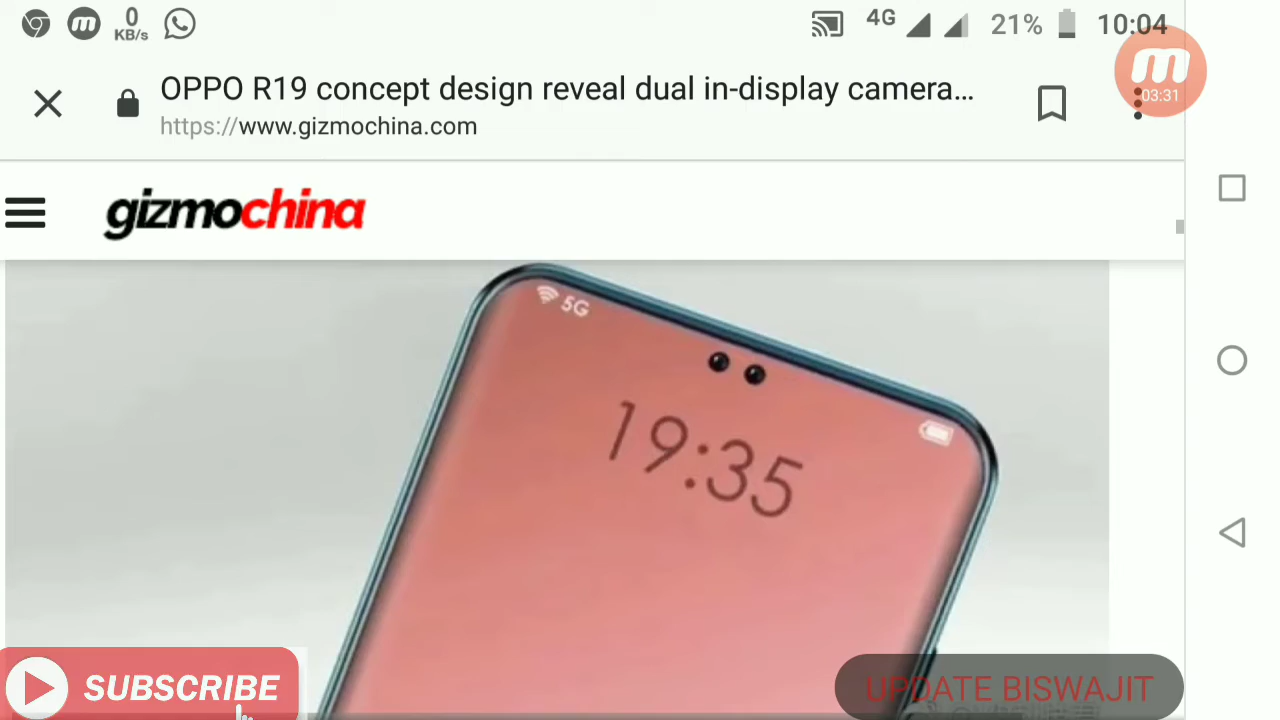 0
KB/s
4G
21%
10:04
OPPO R19 concept design reveal dual in-display camera...
https://www.gizmochina.com
03:31
gizmochina
5G
19:35
SUBSCRIBE
UPDATE BISWAJIT